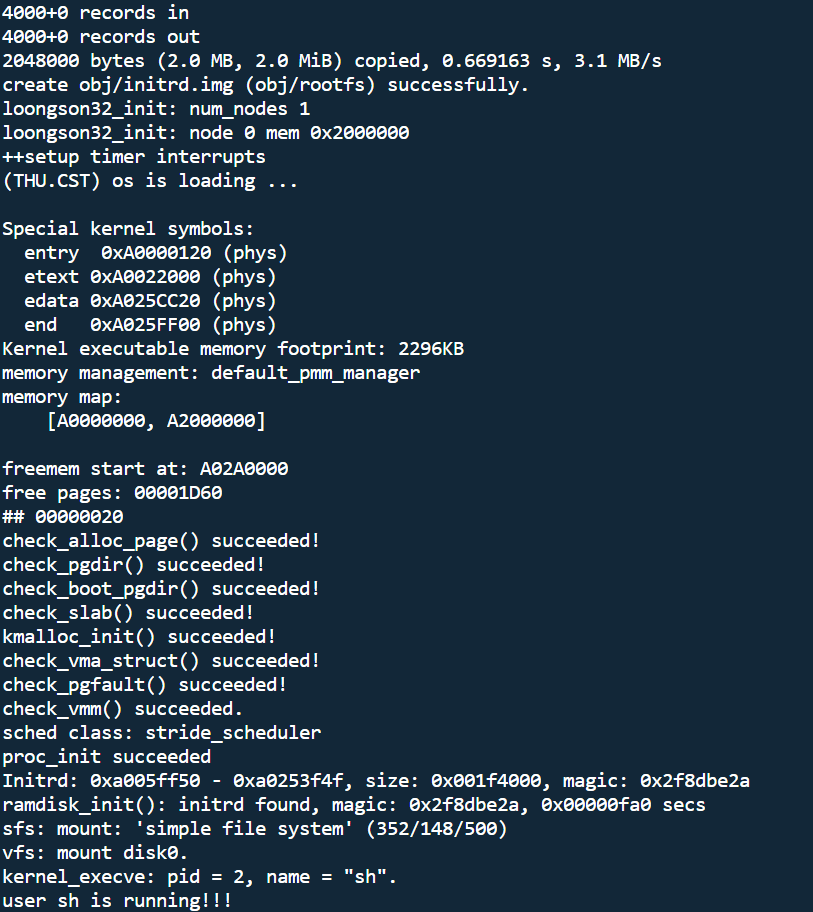 4000+0 records in
4000+0 records out
2048000 bytes (2.0 MB, 2.0 MiB) copied, 0.669163 s, 3.1 MB/s
create obj/initrd.img (obj/rootfs) successfully.
loongson32_init: num_nodes 1
loongson32_init: node 0 mem 0x2000000
++setup timer interrupts
(THU.CST) os is loading ...

Special kernel symbols:
  entry  0xA0000120 (phys)
  etext 0xA0022000 (phys)
  edata 0xA025CC20 (phys)
  end   0xA025FF00 (phys)
Kernel executable memory footprint: 2296KB
memory management: default_pmm_manager
memory map:
    [A0000000, A2000000]

freemem start at: A02A0000
free pages: 00001D60
## 00000020
check_alloc_page() succeeded!
check_pgdir() succeeded!
check_boot_pgdir() succeeded!
check_slab() succeeded!
kmalloc_init() succeeded!
check_vma_struct() succeeded!
check_pgfault() succeeded!
check_vmm() succeeded.
sched class: stride_scheduler
proc_init succeeded
Initrd: 0xa005ff50 - 0xa0253f4f, size: 0x001f4000, magic: 0x2f8dbe2a
ramdisk_init(): initrd found, magic: 0x2f8dbe2a, 0x00000fa0 secs
sfs: mount: 'simple file system' (352/148/500)
vfs: mount disk0.
kernel_execve: pid = 2, name = "sh".
user sh is running!!!